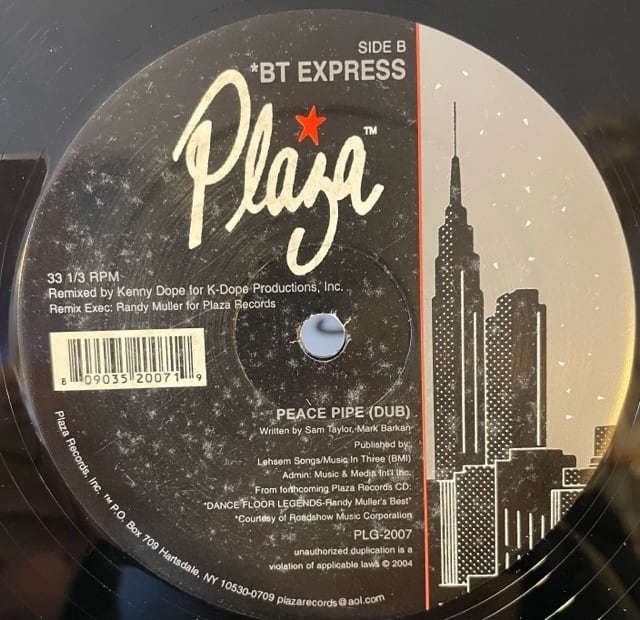 SIDE B
*BT EXPRESS
Plaza™
33 1/3 RPM
Remixed by Kenny Dope for K-Dope Productions, Inc.
Remix Exec: Randy Muller for Plaza Records
8 09035 20071 9
PEACE PIPE (DUB)
Written by Sam Taylor, Mark Barkan
Published by:
Lehsem Songs/Music In Three (BMI)
Admin: Music & Media Int'l Inc.
From forthcoming Plaza Records CD:
"DANCE FLOOR LEGENDS-Randy Muller's Best"
*Courtesy of Roadshow Music Corporation
PLG-2007
unauthorized duplication is a
violation of applicable laws © 2004
Plaza Records, Inc. ™ P.O. Box 709 Hartsdale, NY 10530-0709 plazarecords@aol.com